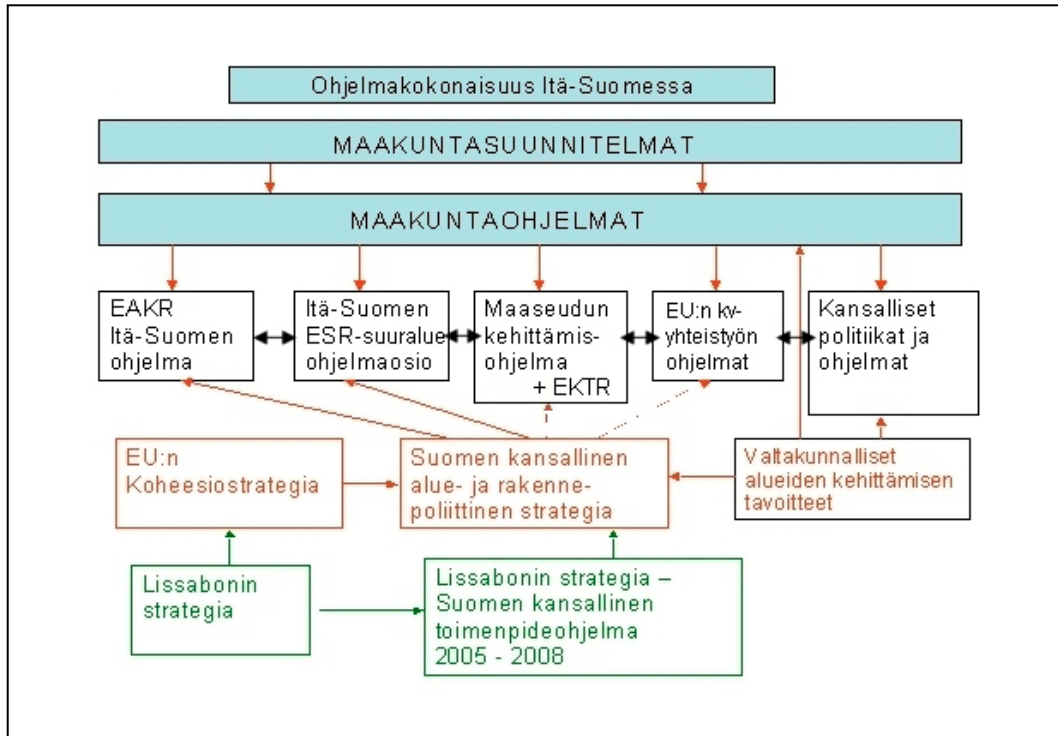 Ohjelmakokonaisuus Itä-Suomessa
MAAKUNTASUUNNITELMAT
MAAKUNTAOHJELMAT
EAKR
Itä-Suomen
ohjelma
Itä-Suomen
ESR-suuralue
ohjelmaosio
Maaseudun
kehittämis-
ohjelma
+ EKTR
EU:n kv-
yhteistyön
ohjelmat
Kansalliset
politiikat ja
ohjelmat
EU:n
Koheesiostrategia
Suomen kansallinen
alue- ja rakenne-
poliittinen strategia
Valtakunnalliset
alueiden kehittämisen
tavoitteet
Lissabonin
strategia
Lissabonin strategia –
Suomen kansallinen
toimenpideohjelma
2005 - 2008